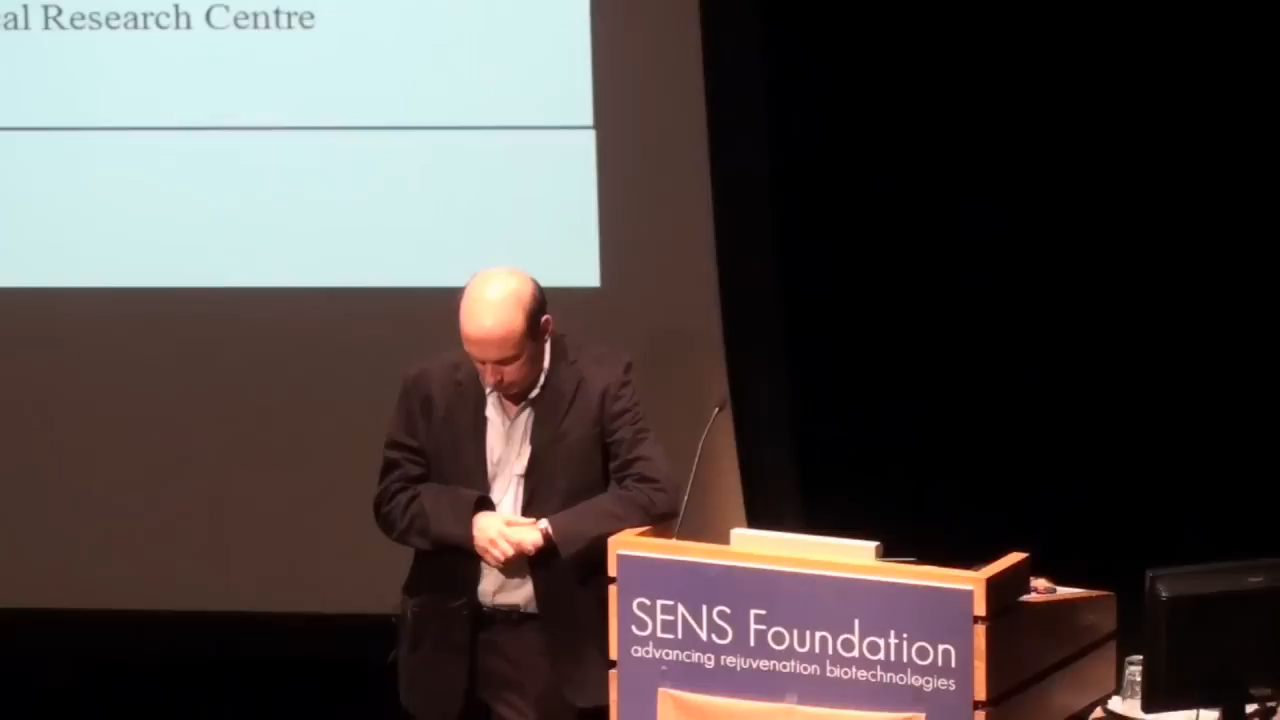 al Research Centre
SENS Foundation
advancing rejuvenation biotechnologies